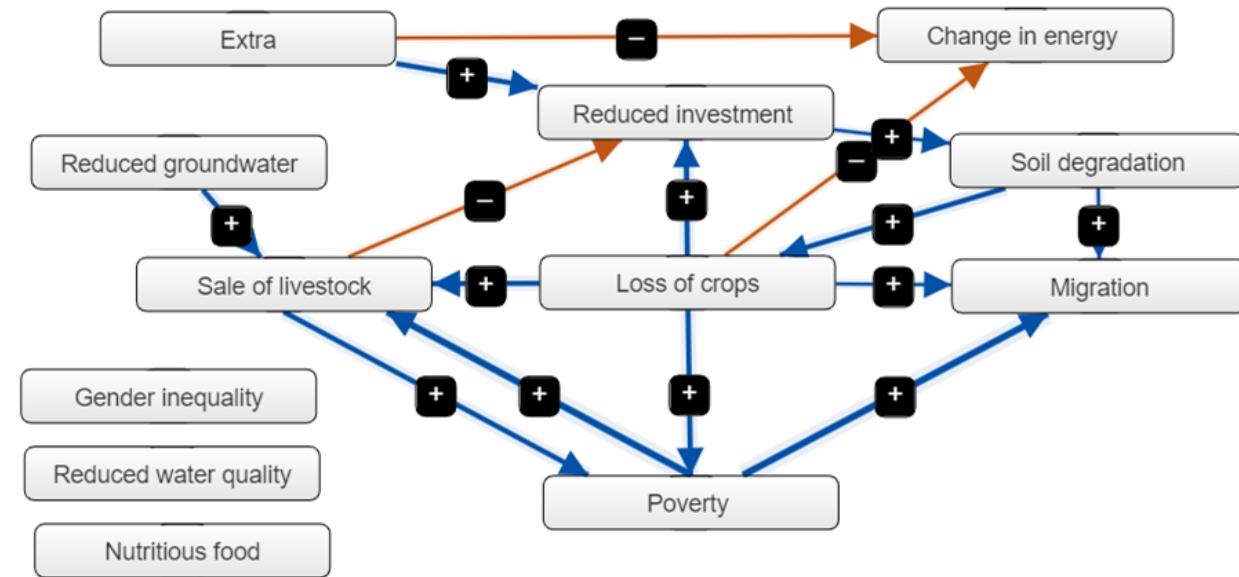 Extra
−
Change in energy
+
Reduced investment
+
Reduced groundwater
−
Soil degradation
+
−
+
+
+
Sale of livestock
+
Loss of crops
+
Migration
Gender inequality
+
+
+
+
Reduced water quality
Poverty
Nutritious food